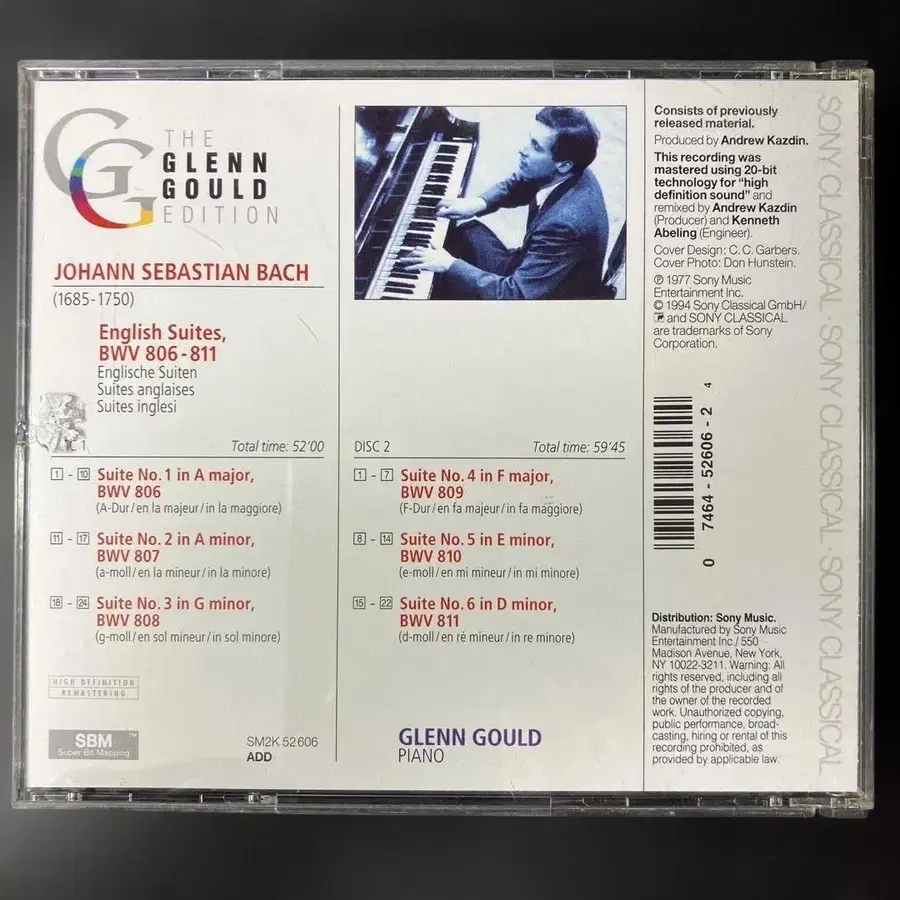 THE
GLENN
GOULD
EDITION
JOHANN SEBASTIAN BACH
(1685-1750)
English Suites,
BWV 806-811
Englische Suiten
Suites anglaises
Suites inglesi
1 Total time: 52'00
1 - 10 Suite No. 1 in A major,
BWV 806
(A-Dur/en la majeur/in la maggiore)
11 - 17 Suite No. 2 in A minor,
BWV 807
(a-moll/en la mineur/in la minore)
18 - 24 Suite No. 3 in G minor,
BWV 808
(g-moll/en sol mineur/in sol minore)
HIGH DEFINITION
REMASTERING
SBM™
Super Bit Mapping
SM2K 52606
ADD
DISC 2 Total time: 59'45
1 - 7 Suite No. 4 in F major,
BWV 809
(F-Dur/en fa majeur/in fa maggiore)
8 - 14 Suite No. 5 in E minor,
BWV 810
(e-moll/en mi mineur/in mi minore)
15 - 22 Suite No. 6 in D minor,
BWV 811
(d-moll/en ré mineur/in re minore)
GLENN GOULD
PIANO
Consists of previously
released material.
Produced by Andrew Kazdin.
This recording was
mastered using 20-bit
technology for "high
definition sound" and
remixed by Andrew Kazdin
(Producer) and Kenneth
Abeling (Engineer).
Cover Design: C. C. Garbers.
Cover Photo: Don Hunstein.
℗ 1977 Sony Music
Entertainment Inc.
© 1994 Sony Classical GmbH/
and SONY CLASSICAL
are trademarks of Sony
Corporation.
0 7464-52606-2 4
Distribution: Sony Music.
Manufactured by Sony Music
Entertainment Inc./ 550
Madison Avenue, New York,
NY 10022-3211. Warning: All
rights reserved, including all
rights of the producer and of
the owner of the recorded
work. Unauthorized copying,
public performance, broad-
casting, hiring or rental of this
recording prohibited, as
provided by applicable law.
SONY CLASSICAL · SONY CLASSICAL · SONY CLASSICAL